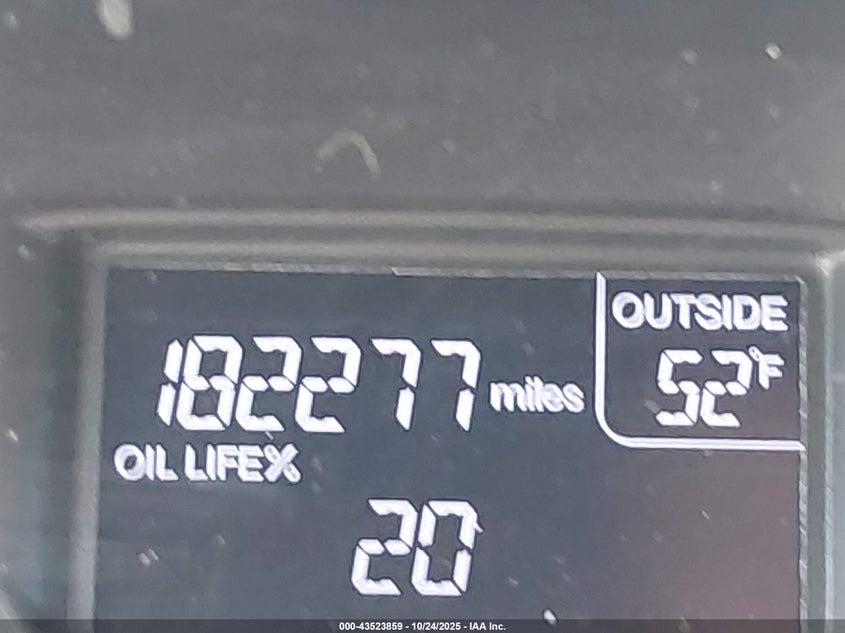 OUTSIDE
182277 miles
52°F
OIL LIFE%
20
000-43523859 - 10/24/2025 - IAA Inc.